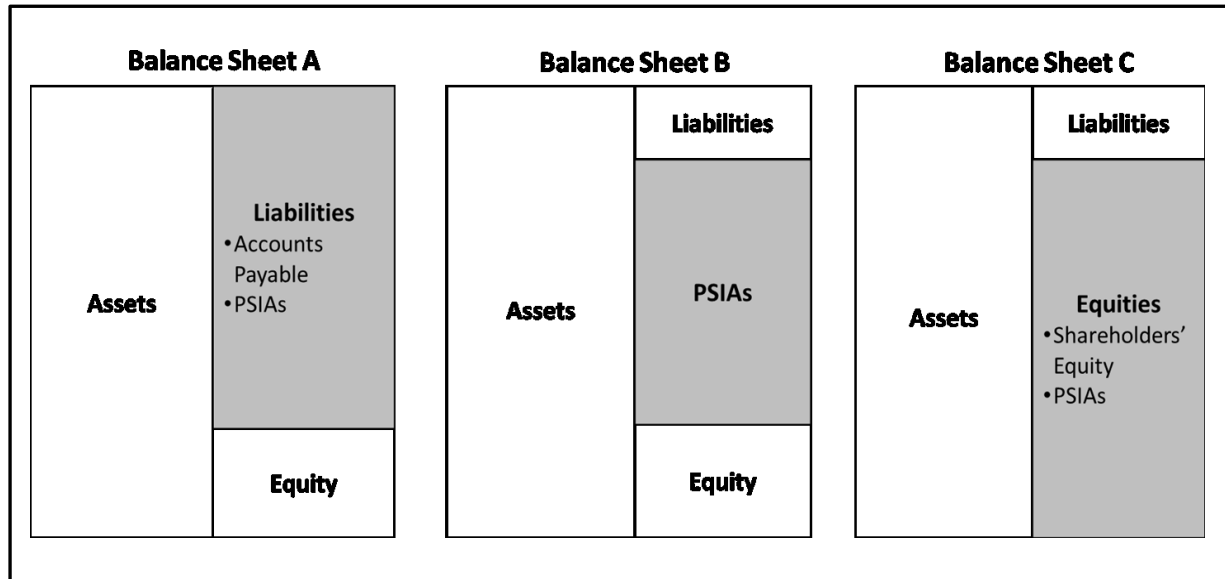 Balance Sheet A
Assets
Liabilities
•Accounts
Payable
•PSIAs
Equity
Balance Sheet B
Assets
Liabilities
PSIAs
Equity
Balance Sheet C
Assets
Liabilities
Equities
•Shareholders’
Equity
•PSIAs